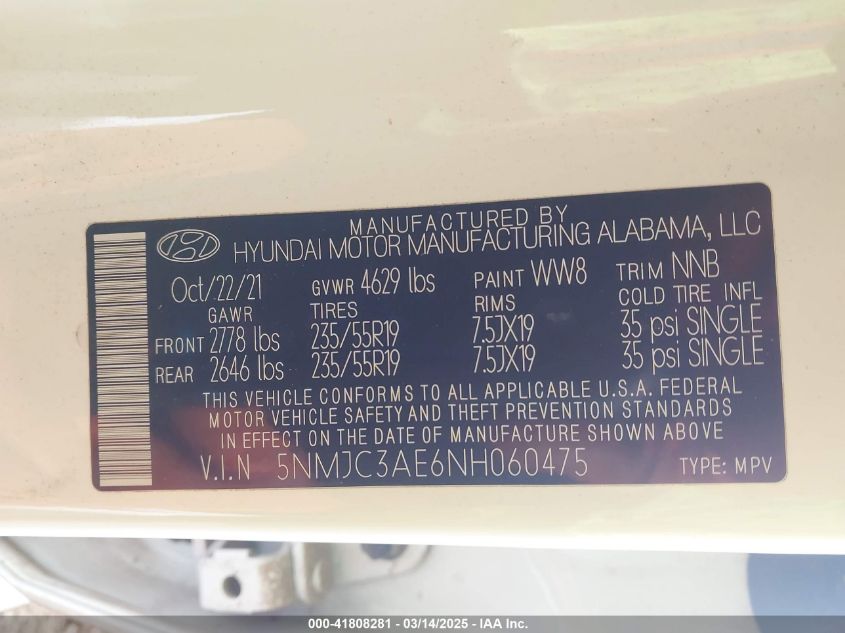 MANUFACTURED BY
HYUNDAI MOTOR MANUFACTURING ALABAMA, LLC
Oct/22/21 GVWR 4629 lbs PAINT WW8 TRIM NNB
GAWR TIRES RIMS COLD TIRE INFL
FRONT 2778 lbs 235/55R19 7.5JX19 35 psi SINGLE
REAR 2646 lbs 235/55R19 7.5JX19 35 psi SINGLE
THIS VEHICLE CONFORMS TO ALL APPLICABLE U.S.A. FEDERAL
MOTOR VEHICLE SAFETY AND THEFT PREVENTION STANDARDS
IN EFFECT ON THE DATE OF MANUFACTURE SHOWN ABOVE
V.I.N 5NMJC3AE6NH060475 TYPE: MPV
000-41808281 - 03/14/2025 - IAA Inc.